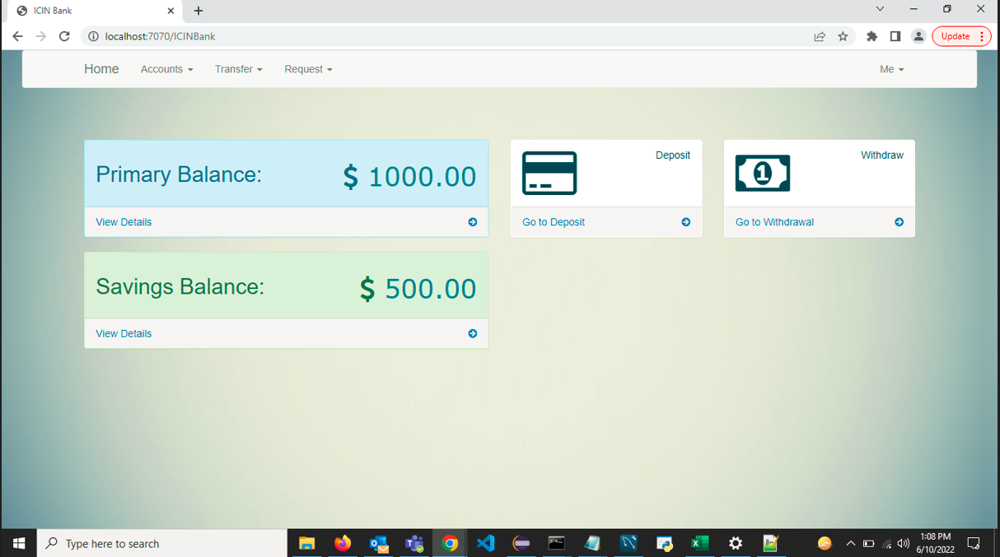 ICIN Bank
localhost:7070/ICINBank
Update
Home Accounts Transfer Request Me
Primary Balance: $ 1000.00
View Details
Deposit
Go to Deposit
1
Withdraw
Go to Withdrawal
Savings Balance: $ 500.00
View Details
Type here to search
1:08 PM
6/10/2022